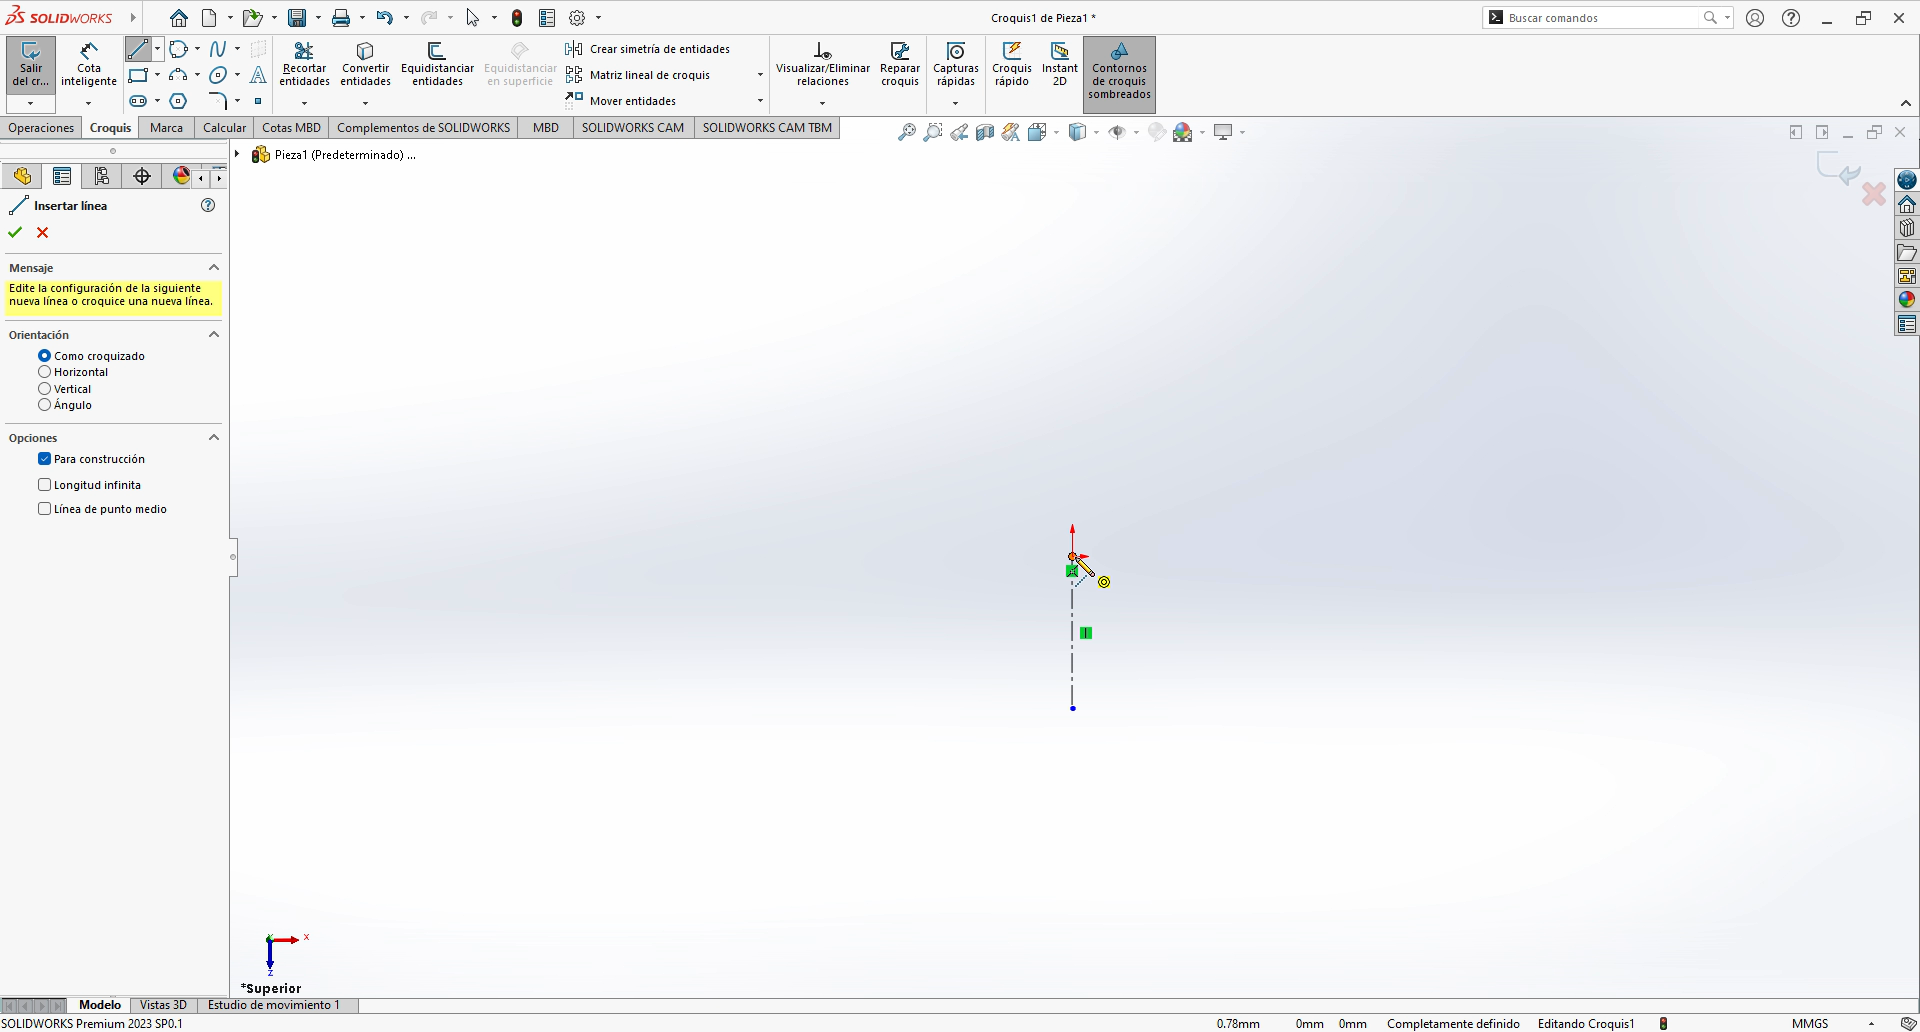 SOLIDWORKS
Croquis1 de Pieza1 *
Buscar comandos
Salir
del cr...
Cota
inteligente
Recortar
entidades
Convertir
entidades
Equidistanciar
entidades
Equidistanciar
en superficie
Crear simetría de entidades
Matriz lineal de croquis
Mover entidades
Visualizar/Eliminar
relaciones
Reparar
croquis
Capturas
rápidas
Croquis
rápido
Instant
2D
Contornos
de croquis
sombreados
Operaciones
Croquis
Marca
Calcular
Cotas MBD
Complementos de SOLIDWORKS
MBD
SOLIDWORKS CAM
SOLIDWORKS CAM TBM
Pieza1 (Predeterminado) ...
Insertar línea
Mensaje
Edite la configuración de la siguiente
nueva línea o croquice una nueva línea.
Orientación
Como croquizado
Horizontal
Vertical
Ángulo
Opciones
Para construcción
Longitud infinita
Línea de punto medio
Y
X
Z
*Superior
Modelo
Vistas 3D
Estudio de movimiento 1
SOLIDWORKS Premium 2023 SP0.1
0.78mm
0mm
0mm
Completamente definido
Editando Croquis1
MMGS